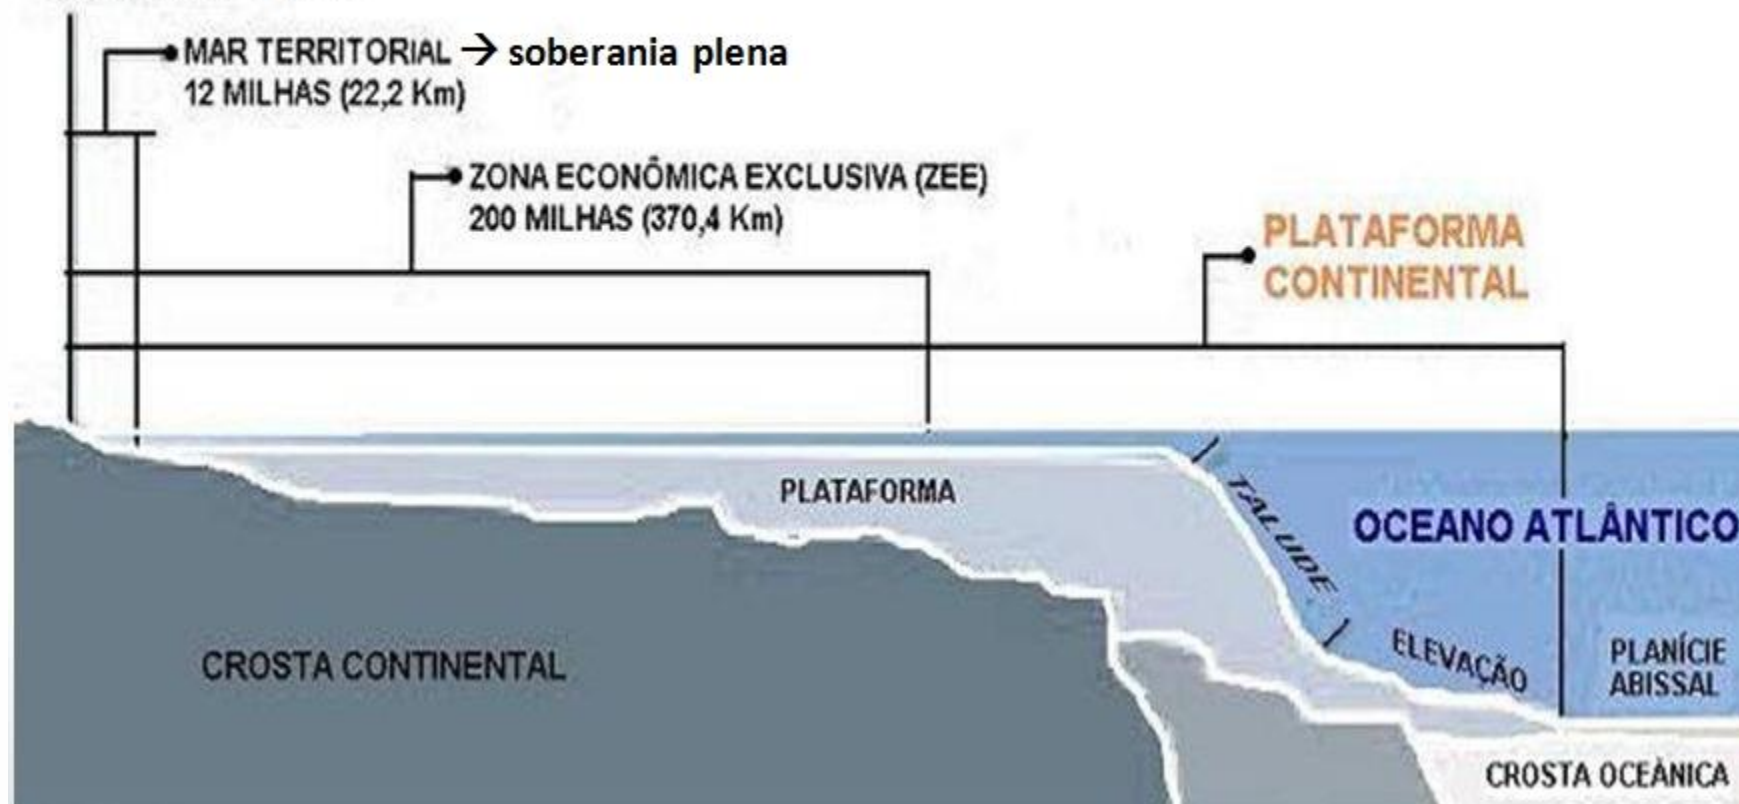 MAR TERRITORIAL → soberania plena
12 MILHAS (22,2 Km)
ZONA ECONÔMICA EXCLUSIVA (ZEE)
200 MILHAS (370,4 Km)
PLATAFORMA
CONTINENTAL
PLATAFORMA
TALUDE
OCEANO ATLÂNTICO
ELEVAÇÃO
PLANÍCIE
ABISSAL
CROSTA CONTINENTAL
CROSTA OCEÂNICA